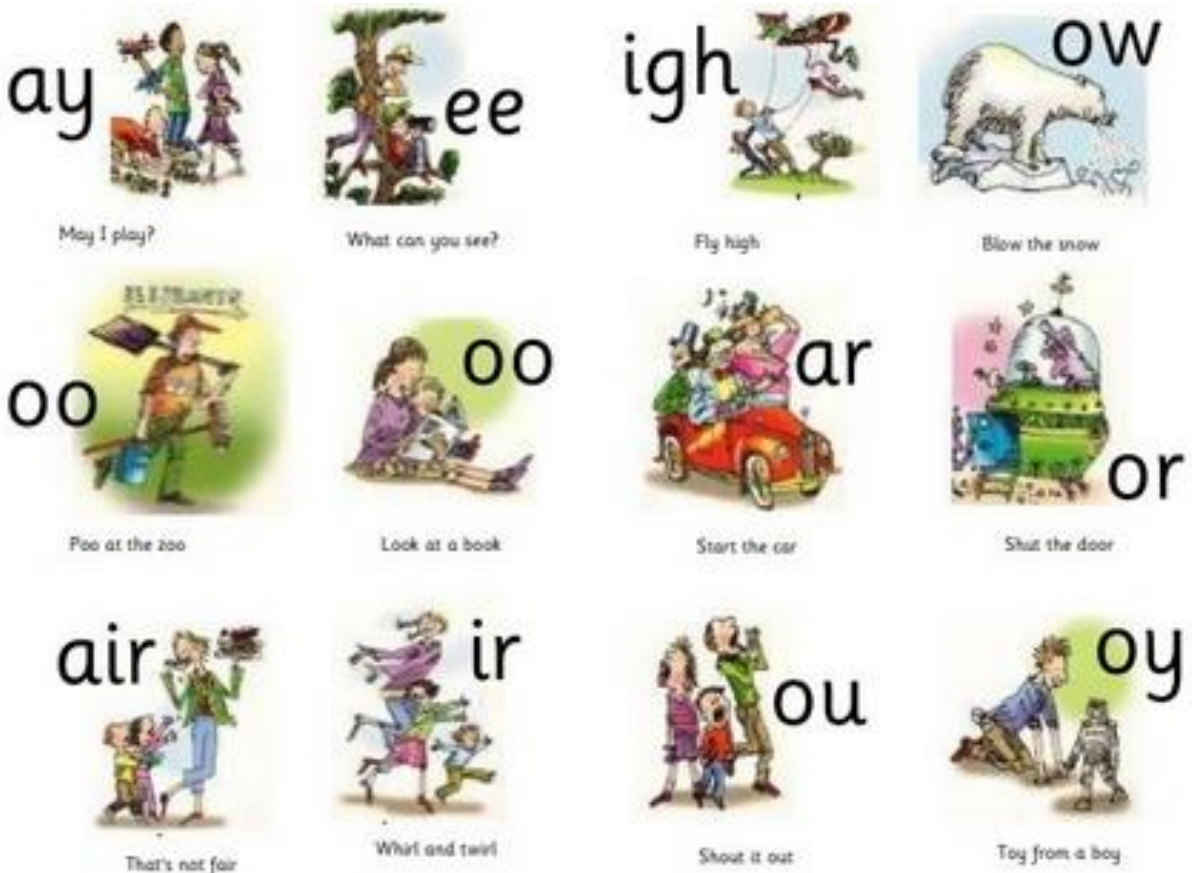 ay
ee
igh
ow
May I play?
What can you see?
Fly high
Blow the snow
oo
oo
ar
or
Poo at the zoo
Look at a book
Start the car
Shut the door
air
ir
ou
oy
That's not fair
Whirl and twirl
Shout it out
Toy from a boy